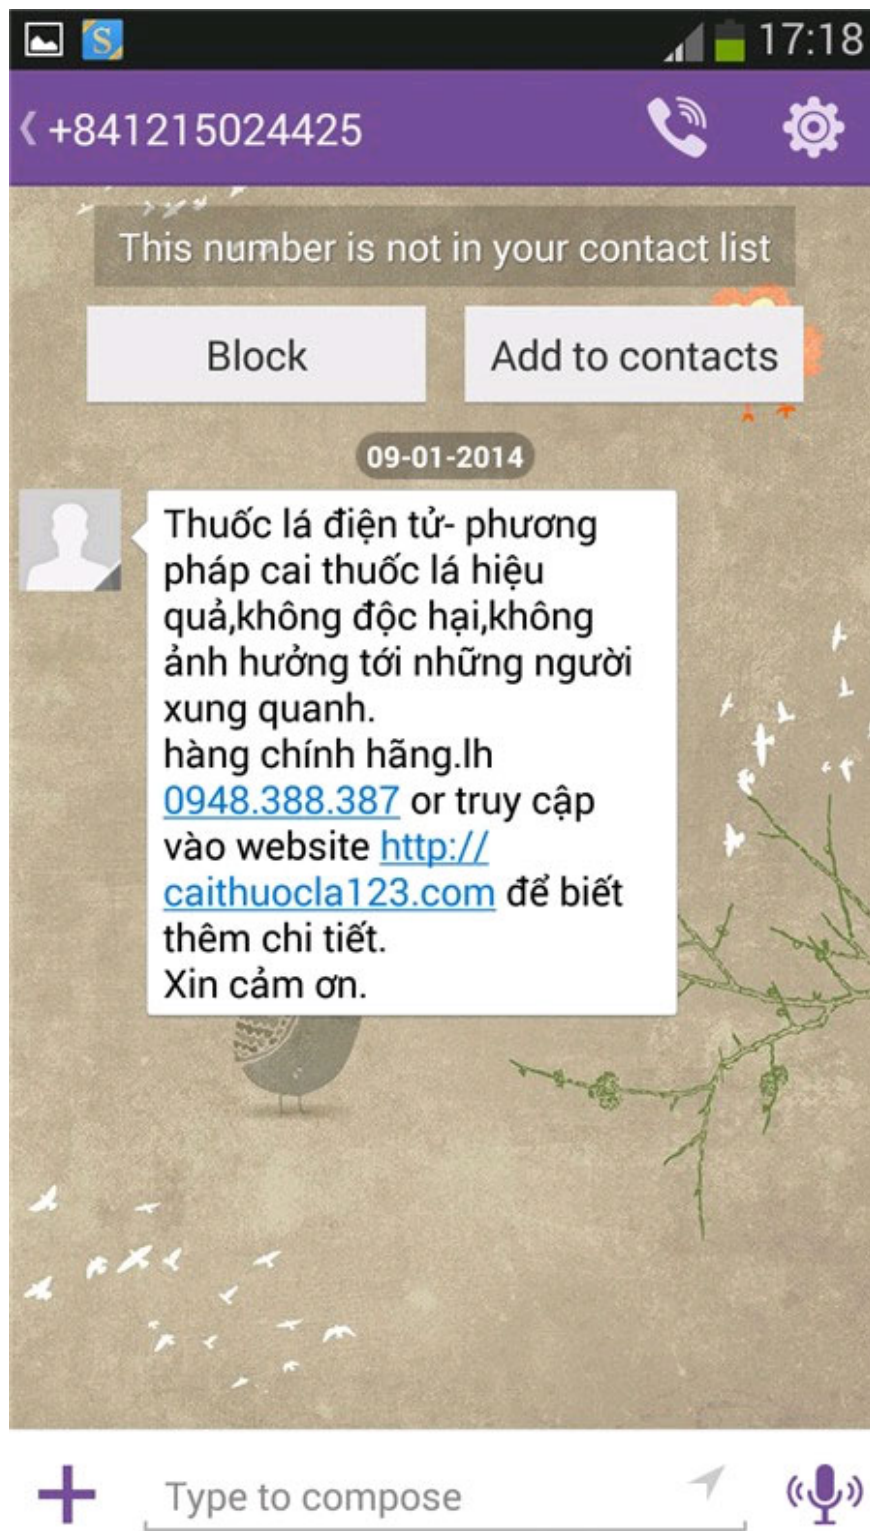 S
17:18
+841215024425
This number is not in your contact list
Block
Add to contacts
09-01-2014
Thuốc lá điện tử- phương
pháp cai thuốc lá hiệu
quả,không độc hại,không
ảnh hưởng tới những người
xung quanh.
hàng chính hãng.lh
0948.388.387 or truy cập
vào website http://
caithuocla123.com để biết
thêm chi tiết.
Xin cảm ơn.
Type to compose